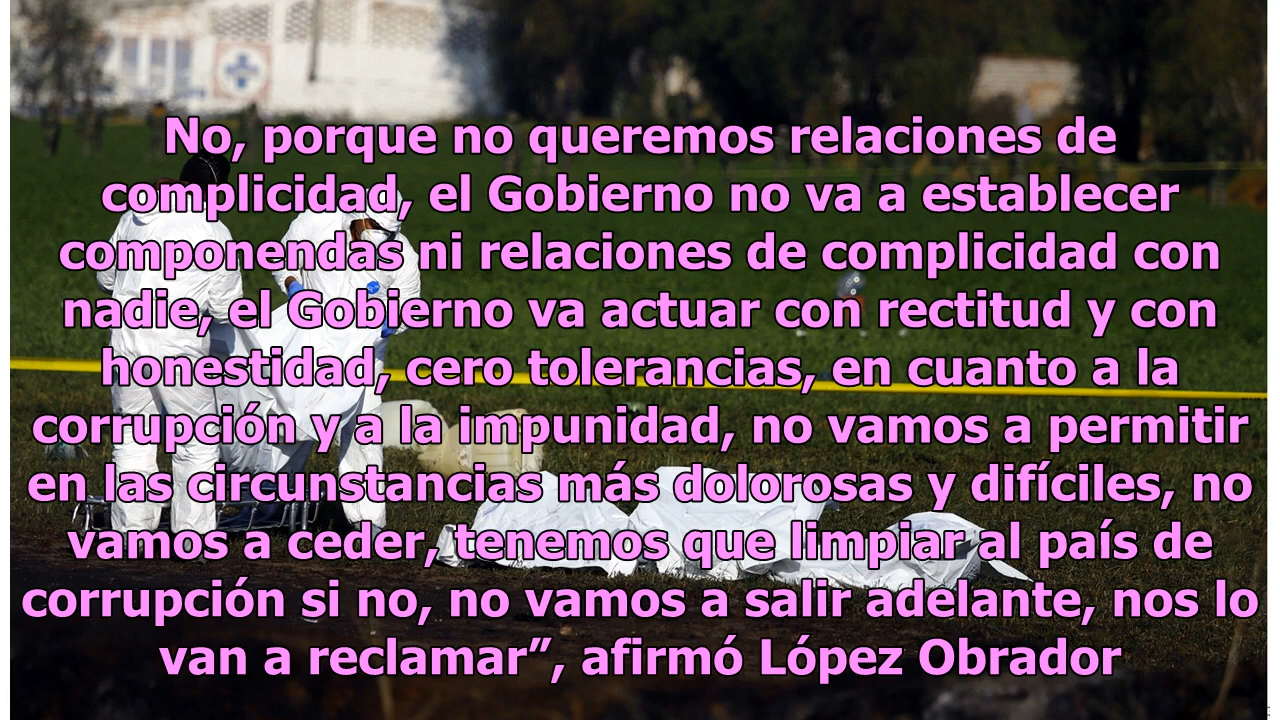 No, porque no queremos relaciones de
complicidad, el Gobierno no va a establecer
componendas ni relaciones de complicidad con
nadie, el Gobierno va actuar con rectitud y con
honestidad, cero tolerancias, en cuanto a la
corrupción y a la impunidad, no vamos a permitir
en las circunstancias más dolorosas y difíciles, no
vamos a ceder, tenemos que limpiar al país de
corrupción si no, no vamos a salir adelante, nos lo
van a reclamar”, afirmó López Obrador